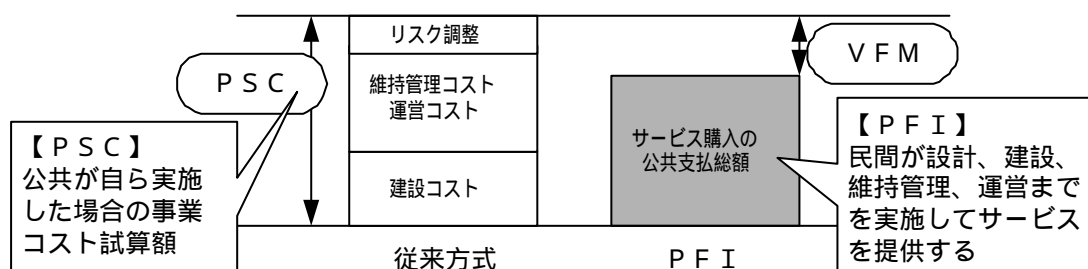 リスク調整
ＰＳＣ
ＶＦＭ
維持管理コスト
運営コスト
建設コスト
サービス購入の
公共支払総額
【ＰＳＣ】
公共が自ら実施
した場合の事業
コスト試算額
【ＰＦＩ】
民間が設計、建設、
維持管理、運営まで
を実施してサービス
を提供する
従来方式
ＰＦＩ